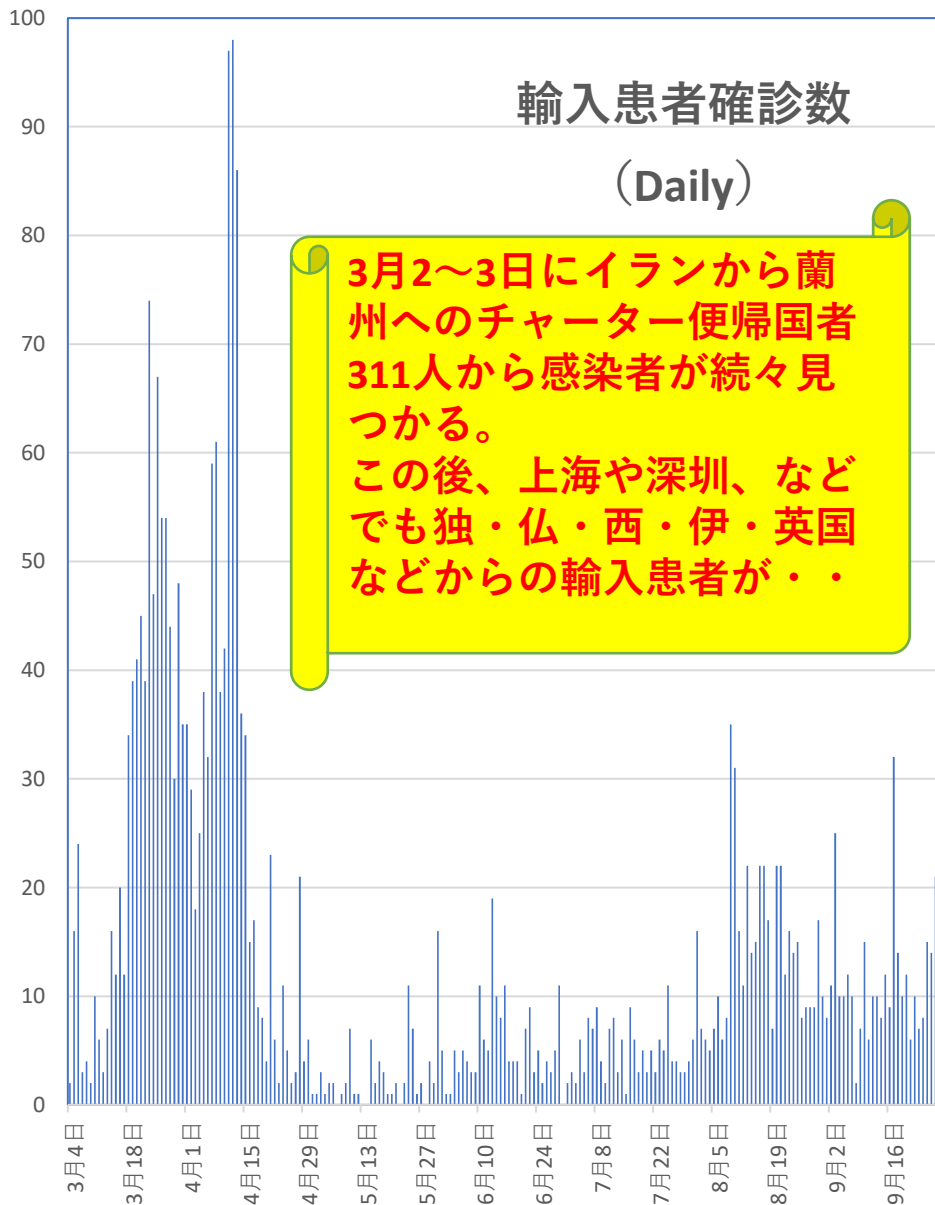 輸入患者確診数
（Daily）
3月2～3日にイランから蘭
州へのチャーター便帰国者
311人から感染者が続々見
つかる。
この後、上海や深圳、など
でも独・仏・西・伊・英国
などからの輸入患者が・・
100
90
80
70
60
50
40
30
20
10
0
3月4日
3月18日
4月1日
4月15日
4月29日
5月13日
5月27日
6月10日
6月24日
7月8日
7月22日
8月5日
8月19日
9月2日
9月16日